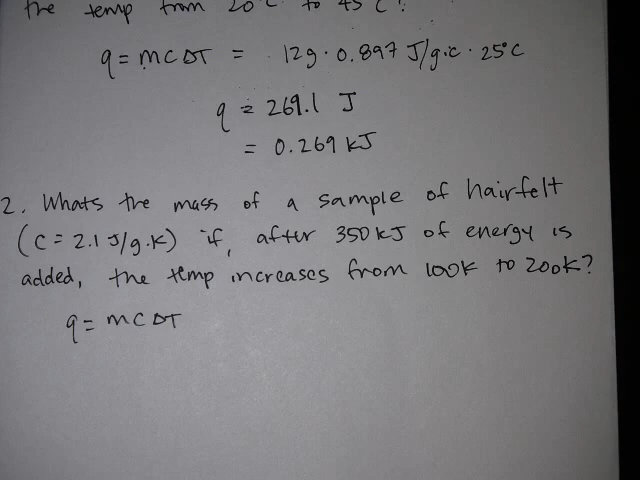 the temp from 20°C to 45°C?
q = mCΔT = 12g · 0.897 J/g·c · 25°C
q = 269.1 J
= 0.269 kJ
2. Whats the mass of a sample of hairfelt
(C = 2.1 J/g·K) if, after 350 kJ of energy is
added, the temp increases from 100K to 200K?
q = mCΔT